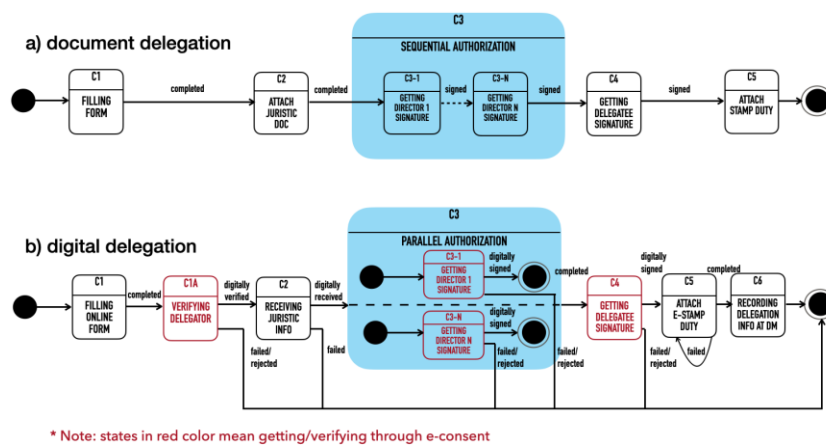 C3
a) document delegation
SEQUENTIAL AUTHORIZATION
C1
FILLING
FORM
completed
C2
ATTACH
JURISTIC
DOC
completed
C3-1
GETTING
DIRECTOR 1
SIGNATURE
signed
C3-N
GETTING
DIRECTOR N
SIGNATURE
signed
C4
GETTING
DELEGATEE
SIGNATURE
signed
C5
ATTACH
STAMP DUTY
C3
b) digital delegation
PARALLEL AUTHORIZATION
C1
FILLING
ONLINE
FORM
completed
C1A
VERIFYING
DELEGATOR
digitally
verified
failed/
rejected
C2
RECEIVING
JURISTIC
INFO
digitally
received
failed
C3-1
GETTING
DIRECTOR 1
SIGNATURE
digitally
signed
C3-N
GETTING
DIRECTOR N
SIGNATURE
digitally
signed
failed/
rejected
failed/
rejected
completed
C4
GETTING
DELEGATEE
SIGNATURE
digitally
signed
failed/
rejected
C5
ATTACH
E-STAMP
DUTY
failed
completed
C6
RECORDING
DELEGATION
INFO AT DM
* Note: states in red color mean getting/verifying through e-consent